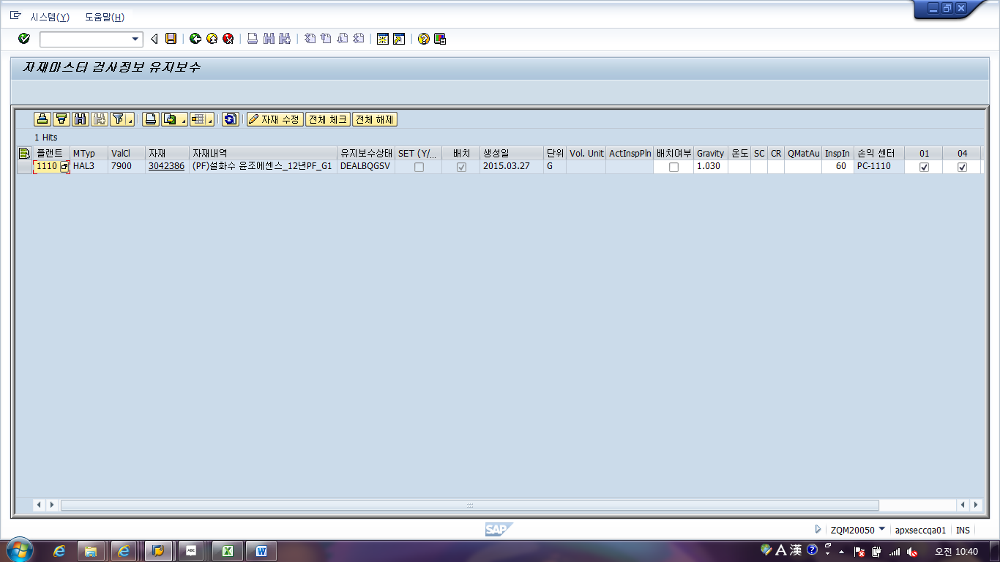 시스템(Y) 도움말(H)
자재마스터 검사정보 유지보수
자재 수정 전체 체크 전체 해제
1 Hits
플랜트 MTyp ValCl 자재 자재내역 유지보수상태 SET (Y/... 배치 생성일 단위 Vol. Unit ActInspPln 배치여부 Gravity 온도 SC CR QMatAu InspIn 손익 센터 01 04
1110 HAL3 7900 3042386 (PF)설화수 윤조에센스_12년PF_G1 DEALBQGSV 2015.03.27 G 1.030 60 PC-1110
SAP
ZQM20050 apxseccqa01 INS
ABC
A 漢 오전 10:40